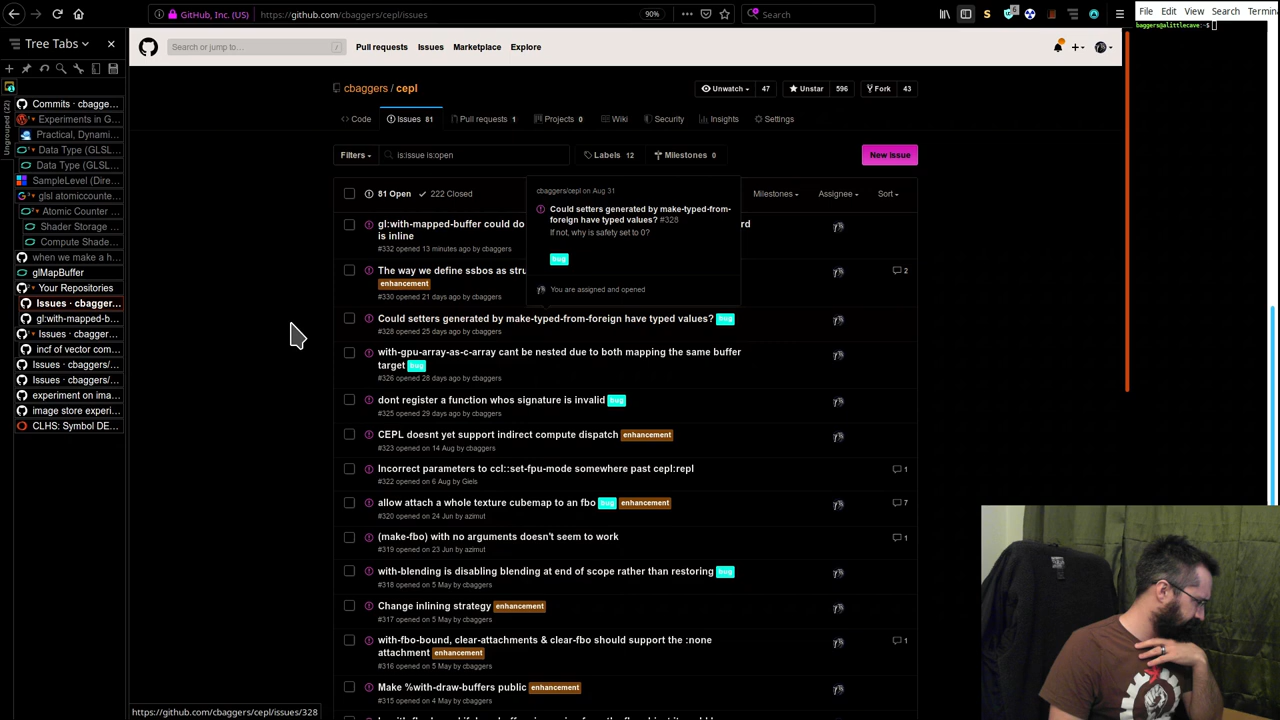 GitHub, Inc. (US)
https://github.com/cbaggers/cepl/issues
90%
Search
File Edit View Search Termin
baggers@alittlecave:~$
Tree Tabs
Ungrouped (22)
Commits · cbagge...
Experiments in G...
Practical, Dynami...
Data Type (GLSL...
Data Type (GLSL...
SampleLevel (Dire...
glsl atomiccounte...
Atomic Counter ...
Shader Storage ...
Compute Shade...
when we make a h...
glMapBuffer
Your Repositories
Issues · cbagger...
gl:with-mapped-b...
Issues · cbagger...
incf of vector com...
Issues · cbaggers/...
Issues · cbaggers/...
experiment on ima...
image store experi...
CLHS: Symbol DE...
Search or jump to...
/
Pull requests Issues Marketplace Explore
cbaggers / cepl
Unwatch 47
Unstar 596
Fork 43
Code
Issues 81
Pull requests 1
Projects 0
Wiki
Security
Insights
Settings
Filters
is:issue is:open
Labels 12
Milestones 0
New issue
81 Open 222 Closed
Milestones Assignee Sort
cbaggers/cepl on Aug 31
Could setters generated by make-typed-from-
foreign have typed values? #328
If not, why is safety set to 0?
bug
You are assigned and opened
gl:with-mapped-buffer could do
rd
is inline
#332 opened 13 minutes ago by cbaggers
The way we define ssbos as stru
enhancement
#330 opened 21 days ago by cbaggers
2
Could setters generated by make-typed-from-foreign have typed values? bug
#328 opened 25 days ago by cbaggers
with-gpu-array-as-c-array cant be nested due to both mapping the same buffer
target bug
#326 opened 28 days ago by cbaggers
dont register a function whos signature is invalid bug
#325 opened 29 days ago by cbaggers
CEPL doesnt yet support indirect compute dispatch enhancement
#323 opened on 14 Aug by cbaggers
Incorrect parameters to ccl::set-fpu-mode somewhere past cepl:repl
1
#322 opened on 6 Aug by Giels
allow attach a whole texture cubemap to an fbo bug enhancement
7
#320 opened on 24 Jun by azimut
(make-fbo) with no arguments doesn't seem to work
1
#319 opened on 23 Jun by azimut
with-blending is disabling blending at end of scope rather than restoring bug
#318 opened on 5 May by cbaggers
Change inlining strategy enhancement
#317 opened on 5 May by cbaggers
with-fbo-bound, clear-attachments & clear-fbo should support the :none
1
attachment enhancement
#316 opened on 5 May by cbaggers
Make %with-draw-buffers public enhancement
#315 opened on 4 May by cbaggers
https://github.com/cbaggers/cepl/issues/328